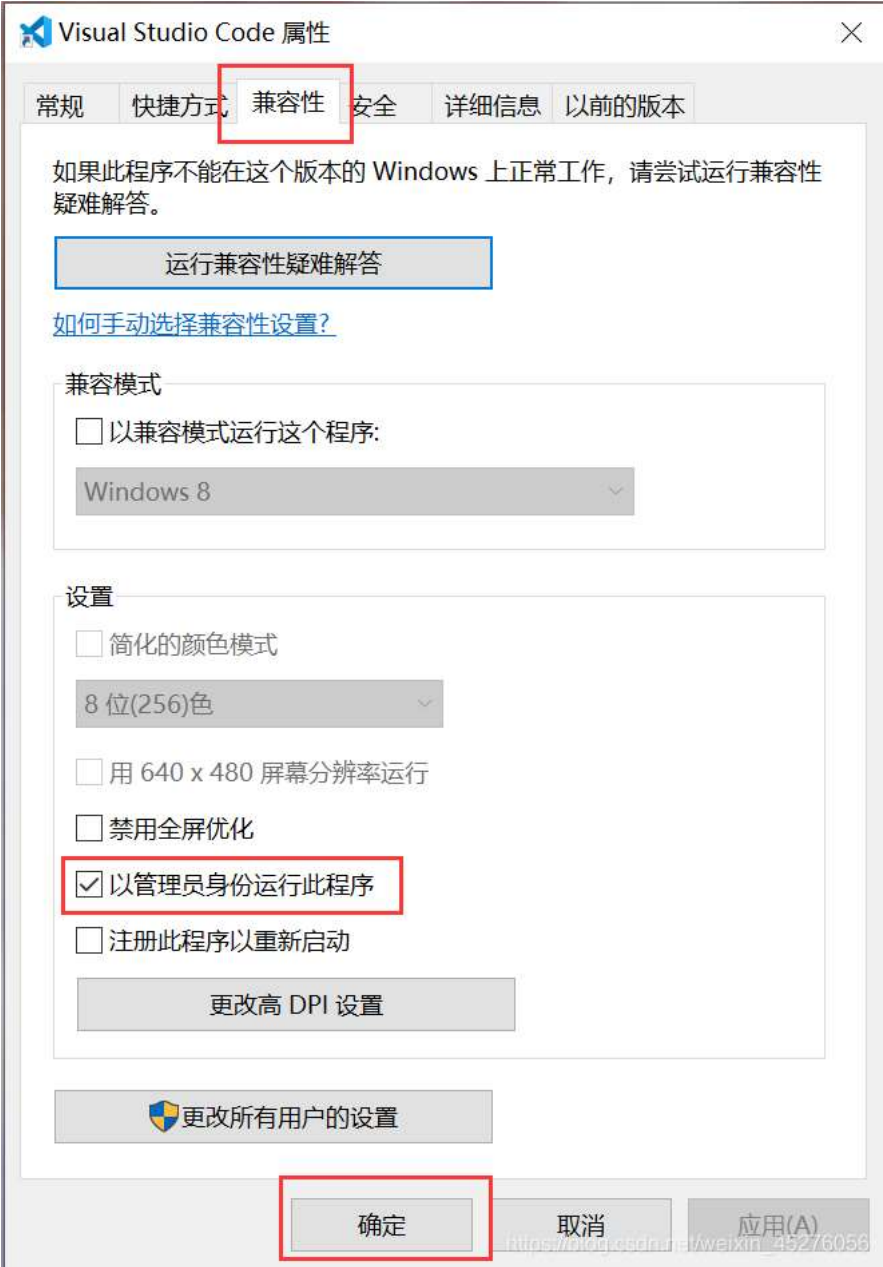 Visual Studio Code 属性
常规 快捷方式 兼容性 安全 详细信息 以前的版本
如果此程序不能在这个版本的 Windows 上正常工作，请尝试运行兼容性
疑难解答。
运行兼容性疑难解答
如何手动选择兼容性设置?
兼容模式
以兼容模式运行这个程序:
Windows 8
设置
简化的颜色模式
8 位(256)色
用 640 x 480 屏幕分辨率运行
禁用全屏优化
以管理员身份运行此程序
注册此程序以重新启动
更改高 DPI 设置
更改所有用户的设置
确定 取消 应用(A)
https://blog.csdn.net/weixin_45276056